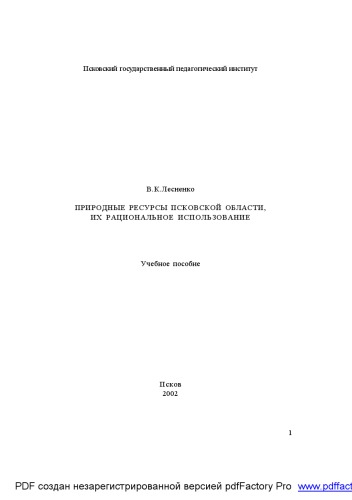 Псковский государственный педагогический институт
В.К.Лесненко
ПРИРОДНЫЕ РЕСУРСЫ ПСКОВСКОЙ ОБЛАСТИ,
ИХ РАЦИОНАЛЬНОЕ ИСПОЛЬЗОВАНИЕ
Учебное пособие
Псков
2002
1
PDF создан незарегистрированной версией pdfFactory Pro www.pdffact